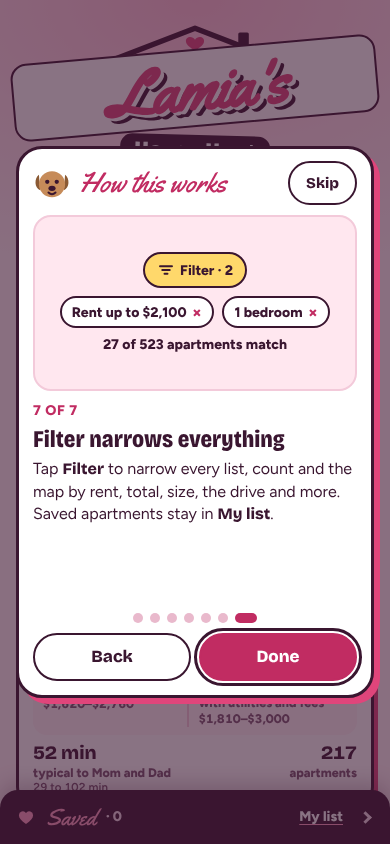 Lamia's
How this works
Skip
Filter · 2
Rent up to $2,100 ×
1 bedroom ×
27 of 523 apartments match
7 OF 7
Filter narrows everything
Tap Filter to narrow every list, count and the
map by rent, total, size, the drive and more.
Saved apartments stay in My list.
Back
Done
with utilities and fees
$1,810–$3,000
52 min
217
typical to Mom and Dad
apartments
29 to 102 min
Saved · 0
My list